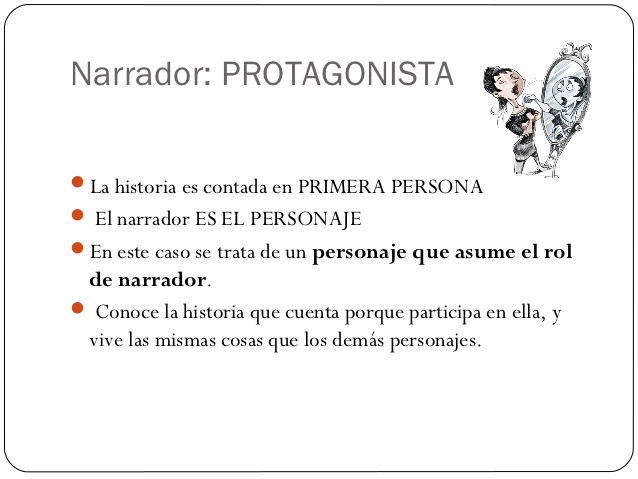 Narrador: PROTAGONISTA
La historia es contada en PRIMERA PERSONA
El narrador ES EL PERSONAJE
En este caso se trata de un personaje que asume el rol
de narrador.
Conoce la historia que cuenta porque participa en ella, y
vive las mismas cosas que los demás personajes.